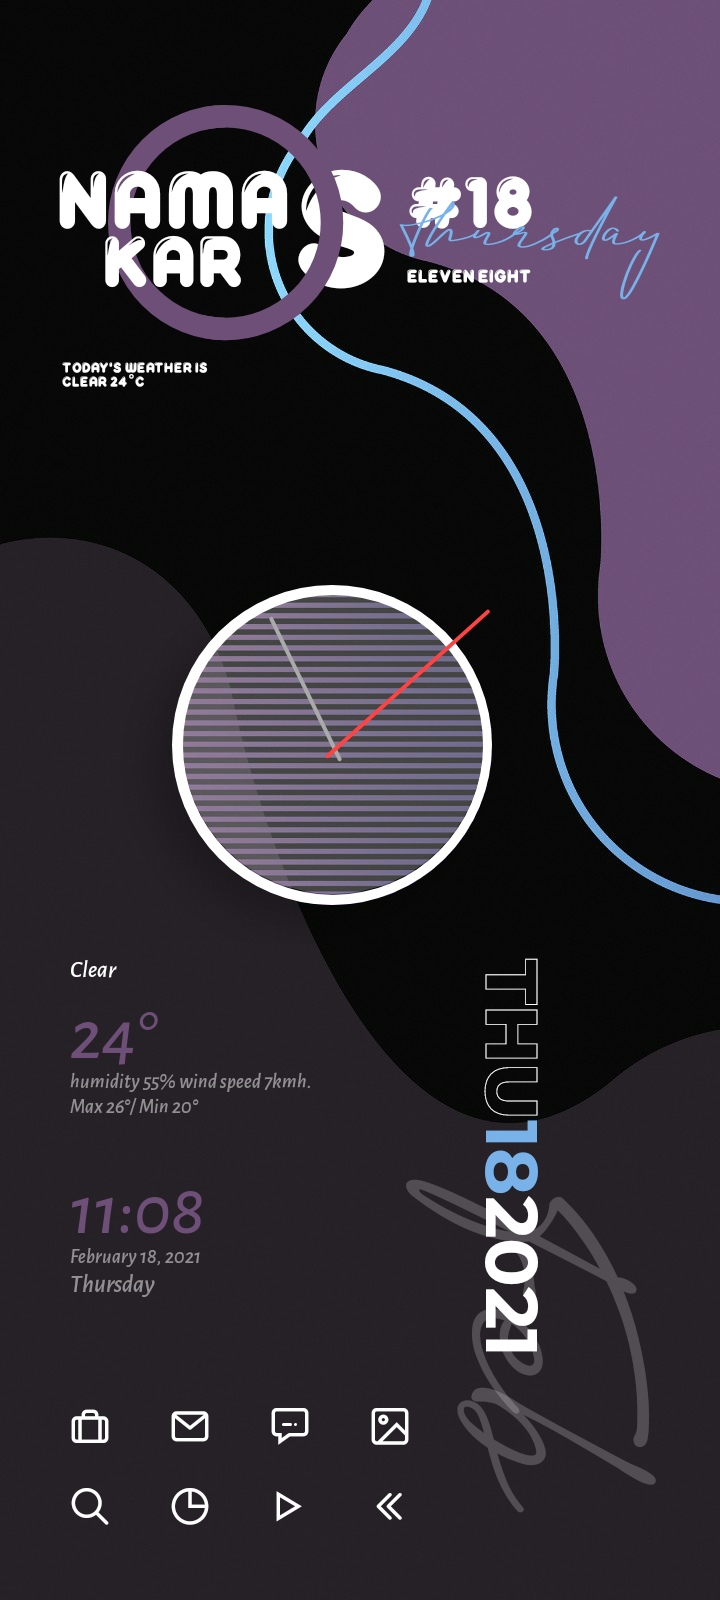 NAMAS
KAR
#18
thursday
ELEVEN EIGHT
TODAY'S WEATHER IS
CLEAR 24°C
Clear
24°
humidity 55% wind speed 7kmh.
Max 26°/ Min 20°
11:08
February 18, 2021
Thursday
THU182021
feb